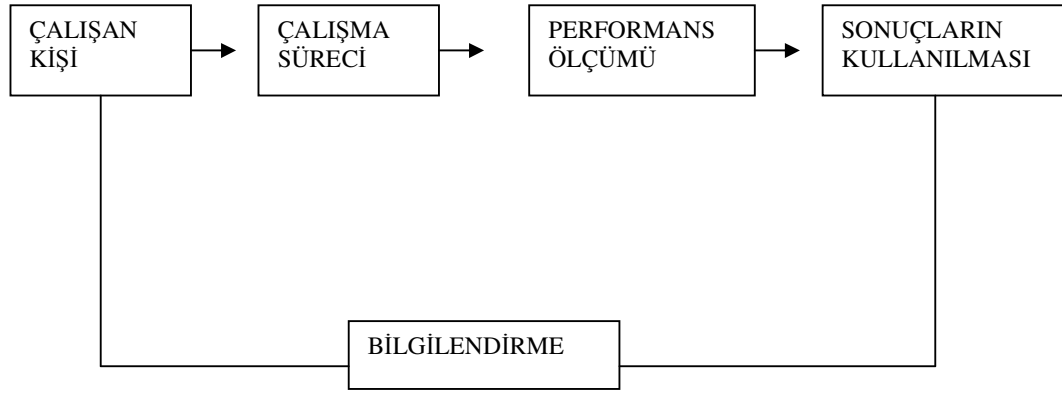 ÇALIŞAN
KİŞİ
ÇALIŞMA
SÜRECİ
PERFORMANS
ÖLÇÜMÜ
SONUÇLARIN
KULLANILMASI
BİLGİLENDİRME